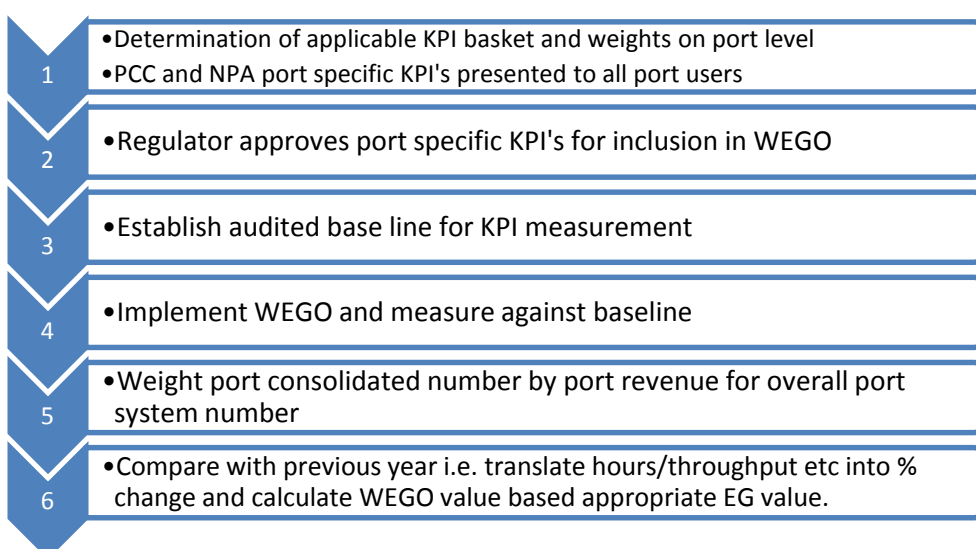 •Determination of applicable KPI basket and weights on port level
1
•PCC and NPA port specific KPI's presented to all port users
2
•Regulator approves port specific KPI's for inclusion in WEGO
3
•Establish audited base line for KPI measurement
4
•Implement WEGO and measure against baseline
5
•Weight port consolidated number by port revenue for overall port
system number
6
•Compare with previous year i.e. translate hours/throughput etc into %
change and calculate WEGO value based appropriate EG value.